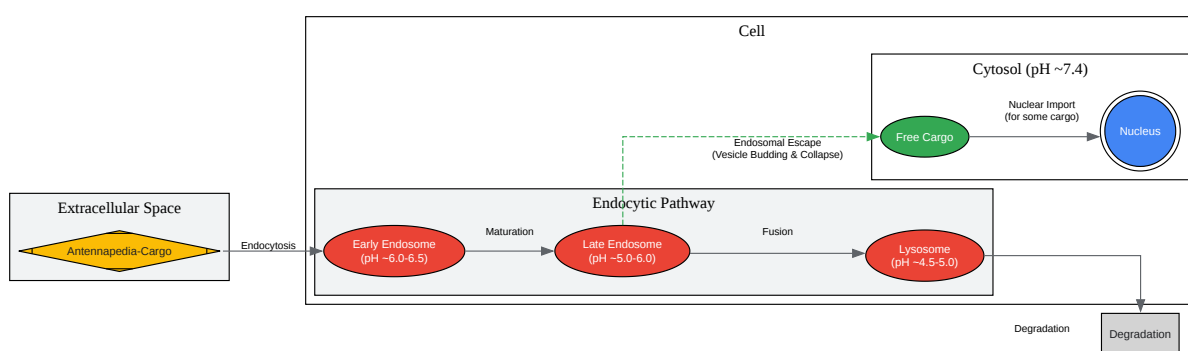 Cell
Cytosol (pH ~7.4)
Nuclear Import
(for some cargo)
Free Cargo
Nucleus
Endosomal Escape
(Vesicle Budding & Collapse)
Extracellular Space
Antennapedia-Cargo
Endocytosis
Endocytic Pathway
Early Endosome
(pH ~6.0-6.5)
Maturation
Late Endosome
(pH ~5.0-6.0)
Fusion
Lysosome
(pH ~4.5-5.0)
Degradation
Degradation